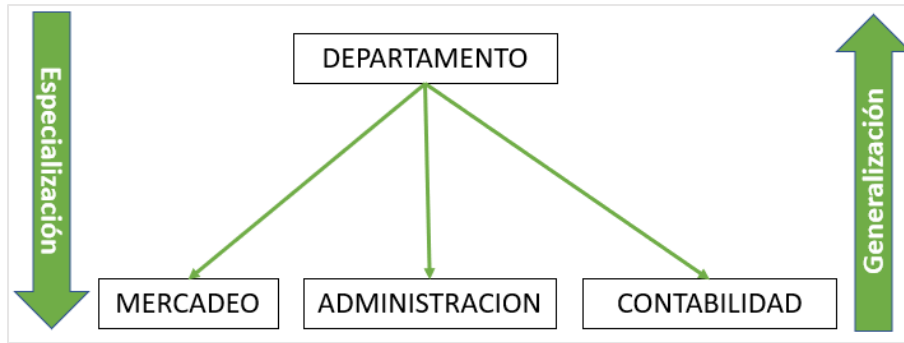 Especialización
DEPARTAMENTO
Generalización
MERCADEO
ADMINISTRACION
CONTABILIDAD